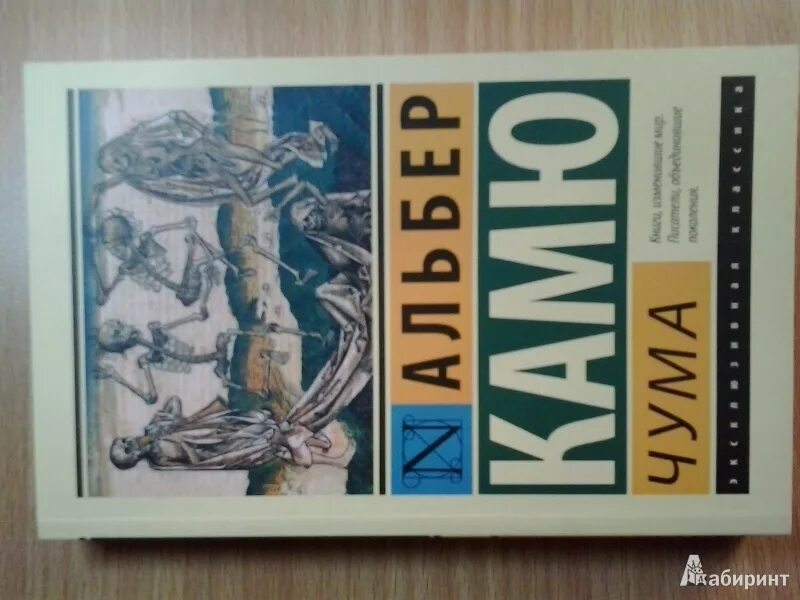 АЛЬБЕР
КАМЮ
ЧУМА
Книги, изменившие мир.
Писатели, объединившие
поколения.
эксклюзивная классика
Лабиринт